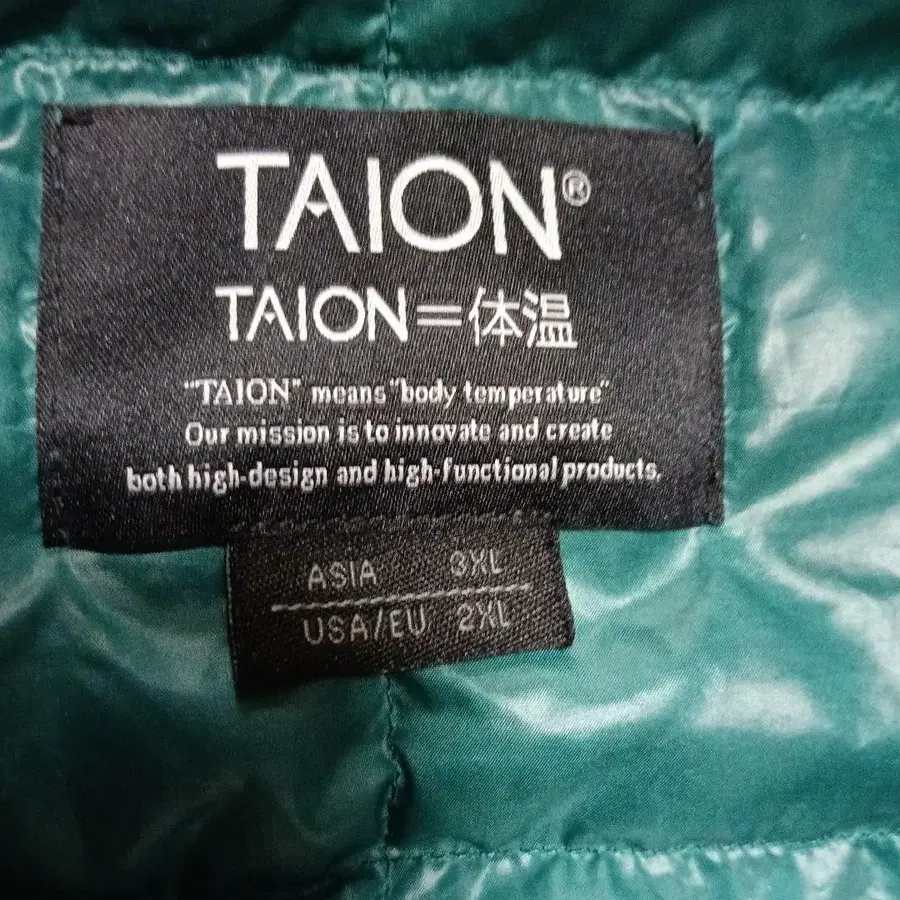 TAION®
TAION=体温
"TAION" means "body temperature"
Our mission is to innovate and create
both high-design and high-functional products.
ASIA 3XL
USA/EU 2XL